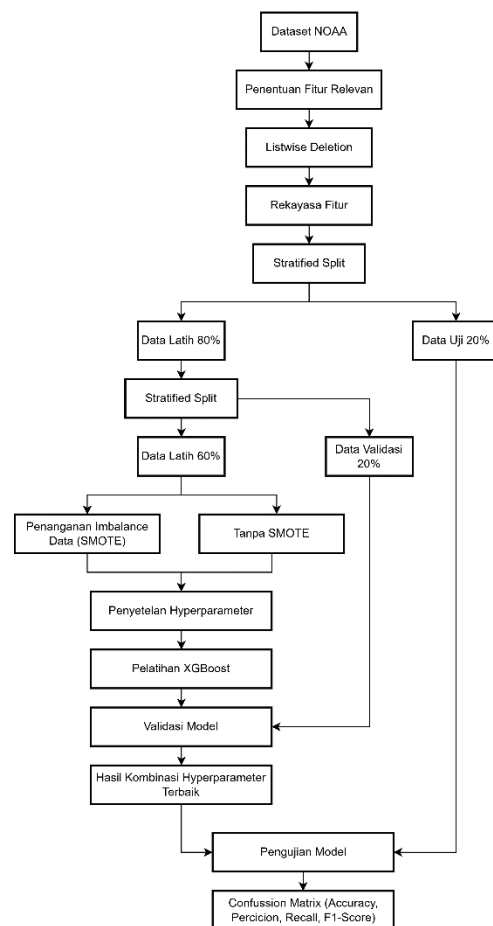 Dataset NOAA
Penentuan Fitur Relevan
Listwise Deletion
Rekayasa Fitur
Stratified Split
Data Latih 80%
Data Uji 20%
Stratified Split
Data Latih 60%
Data Validasi
20%
Penanganan Imbalance
Data (SMOTE)
Tanpa SMOTE
Penyetelan Hyperparameter
Pelatihan XGBoost
Validasi Model
Hasil Kombinasi Hyperparameter
Terbaik
Pengujian Model
Confussion Matrix (Accuracy,
Percicion, Recall, F1-Score)